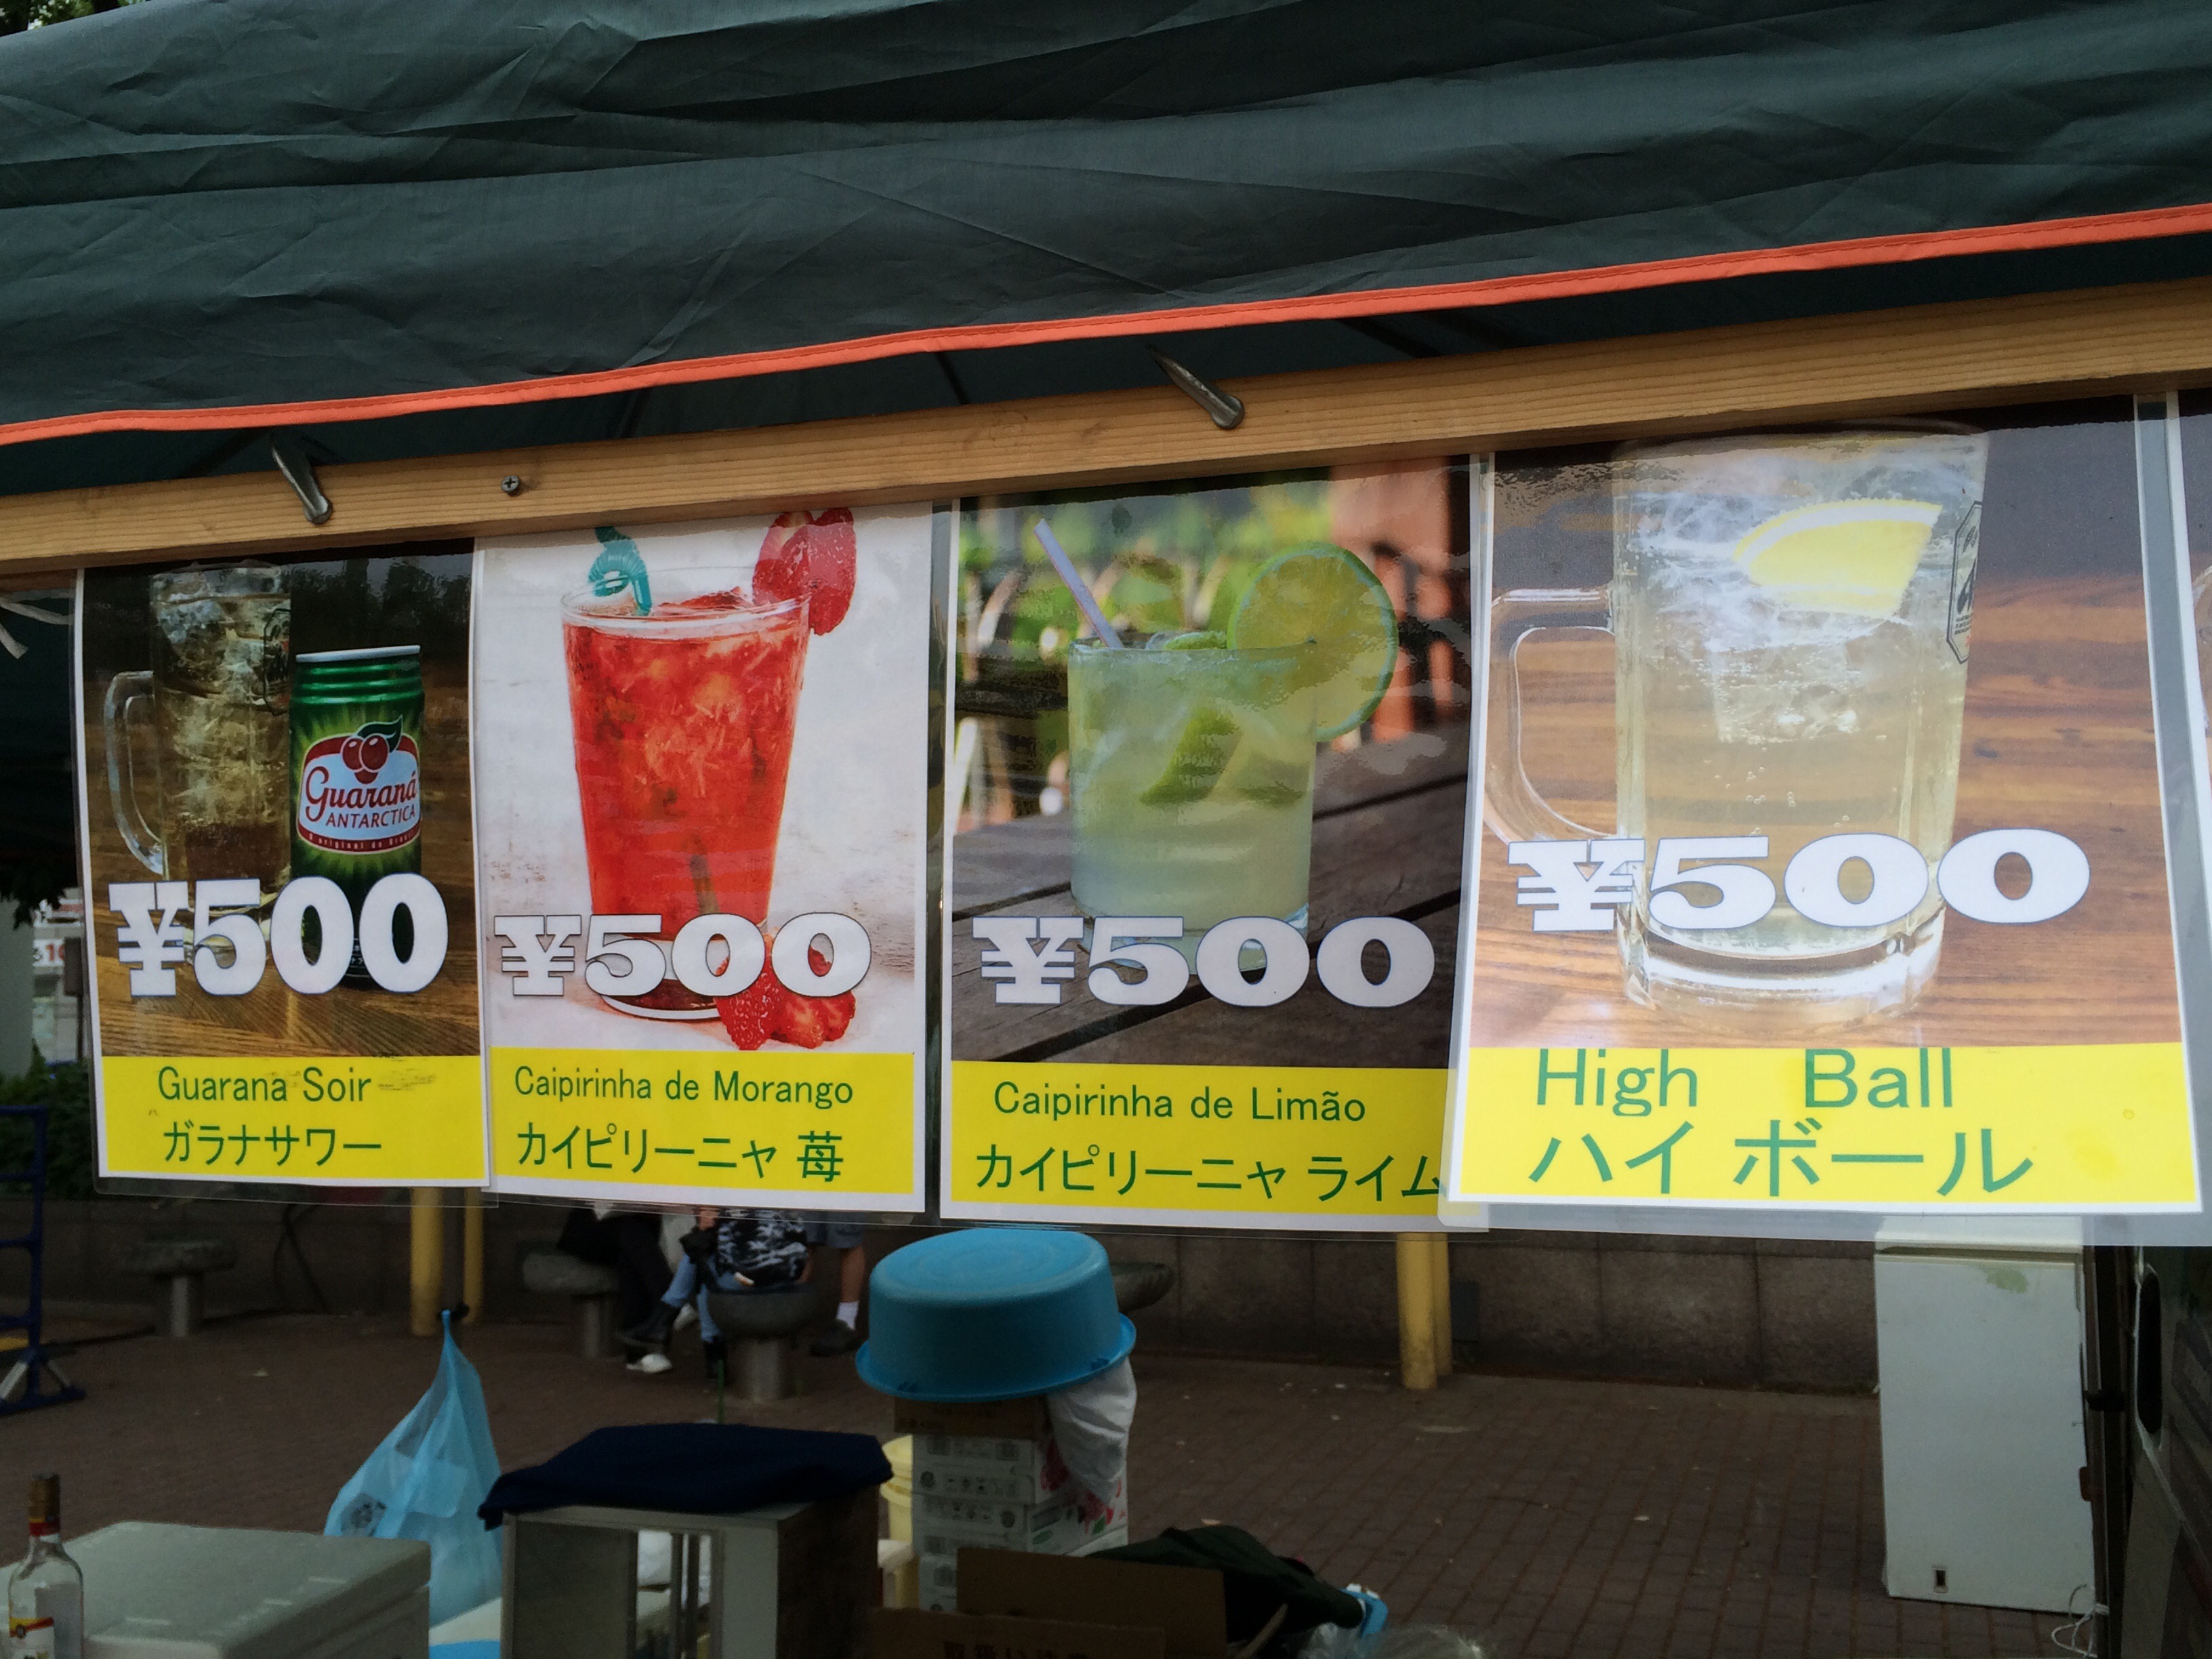 Guaraná
ANTARCTICA
¥500
Guarana Soir
ガラナサワー
¥500
Caipirinha de Morango
カイピリーニャ 苺
¥500
Caipirinha de Limão
カイピリーニャ ライム
¥500
High Ball
ハイ ボール